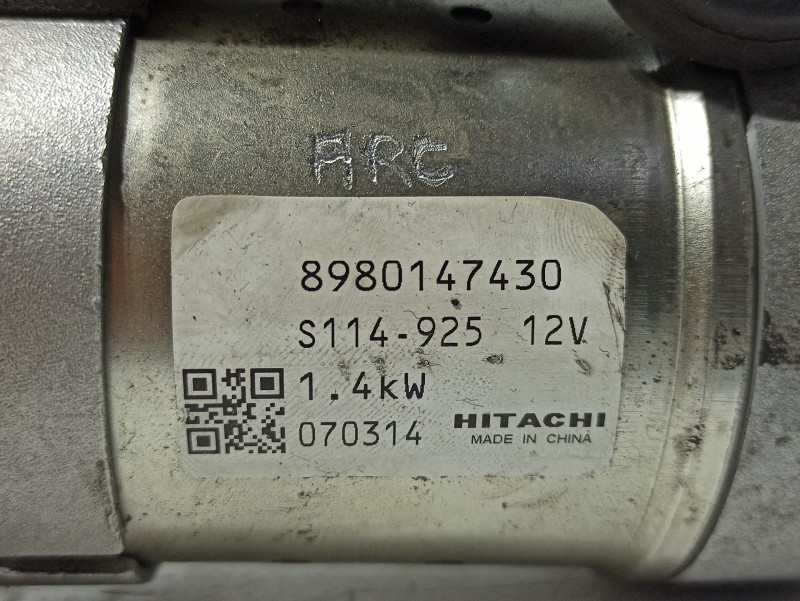 ARC
8980147430
S114-925 12V
1.4kW
070314
HITACHI
MADE IN CHINA